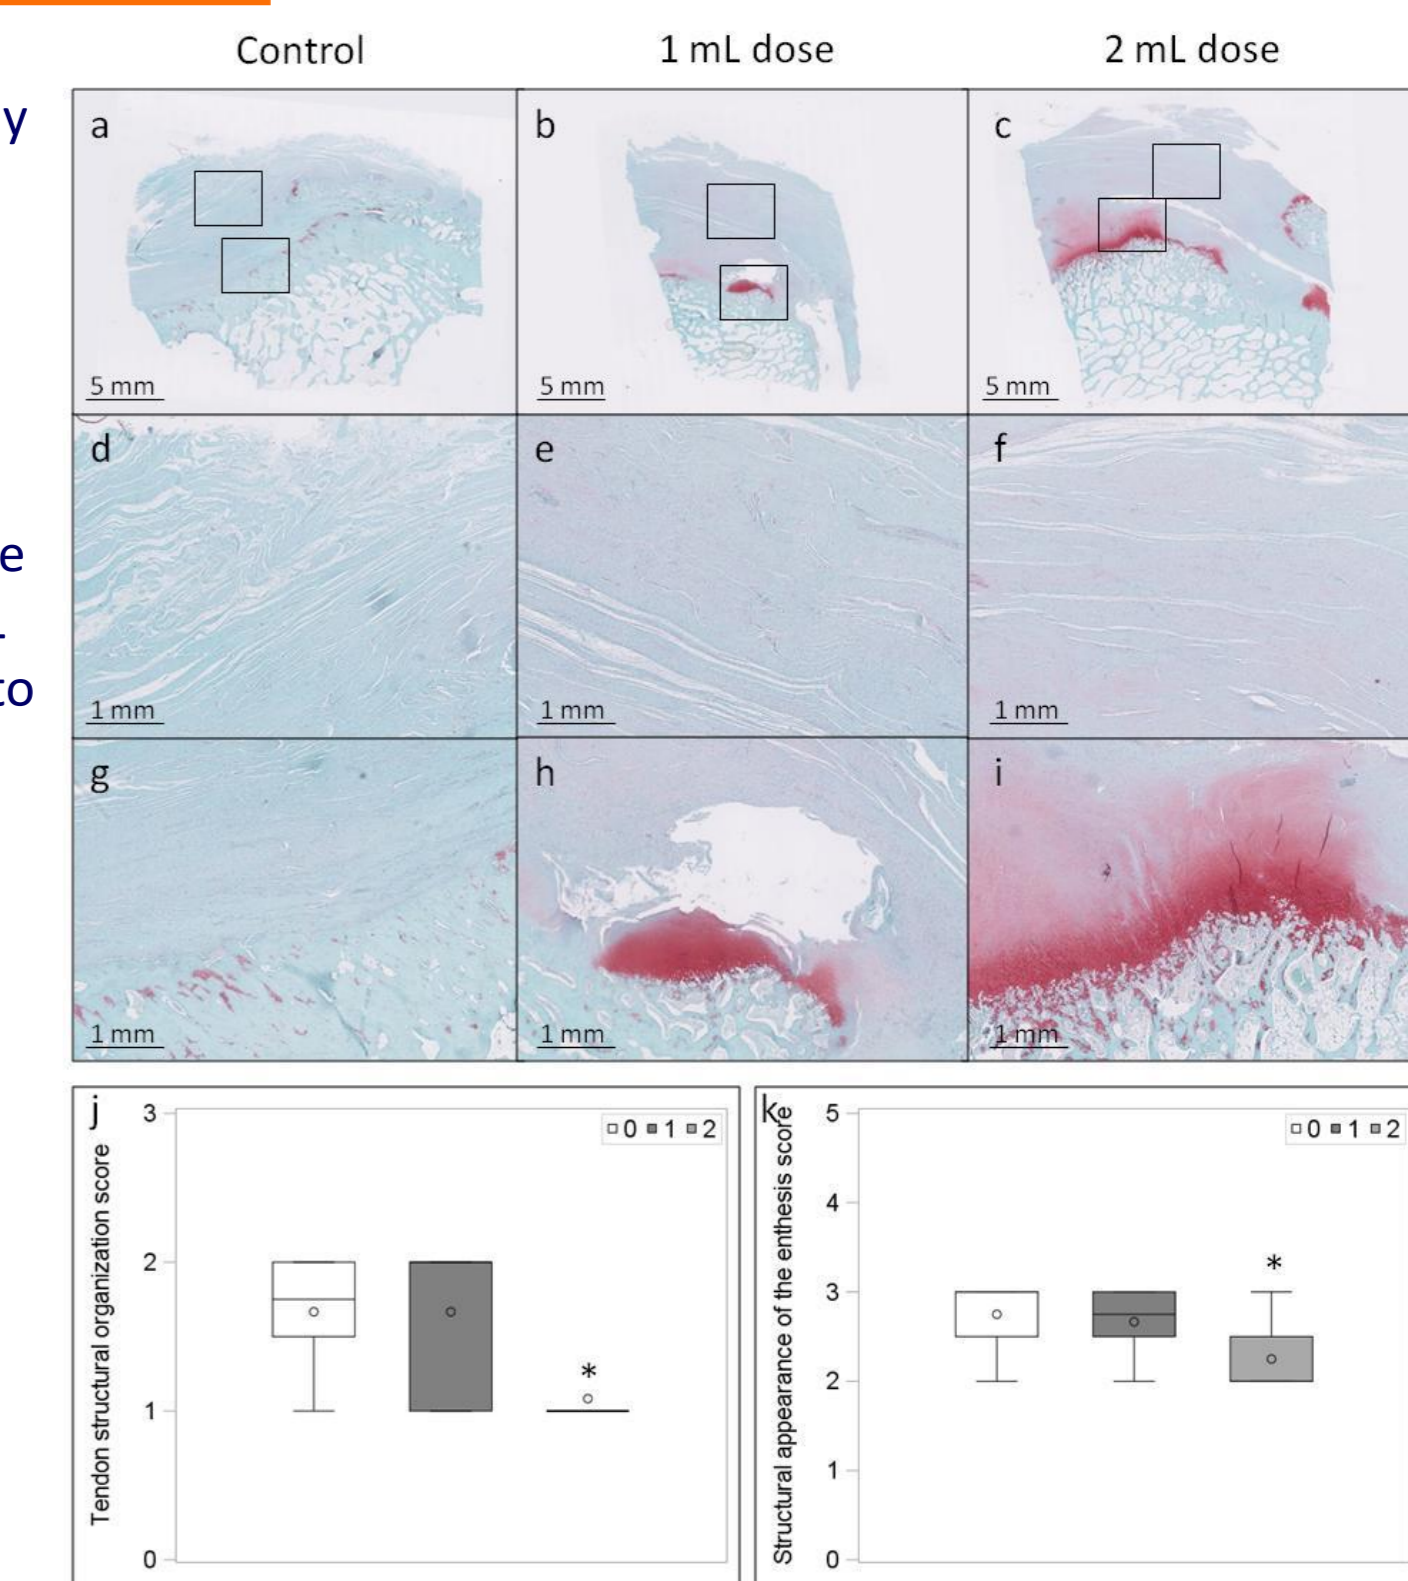 Control
1 mL dose
2 mL dose
y
e
-
to
a
b
c
5 mm
5 mm
5 mm
d
e
f
1 mm
1 mm
1 mm
g
h
i
1 mm
1 mm
1 mm
j
Tendon structural organization score
3
2
1
0
0 1 2
*
k
Structural appearance of the enthesis score
5
4
3
2
1
0
0 1 2
*